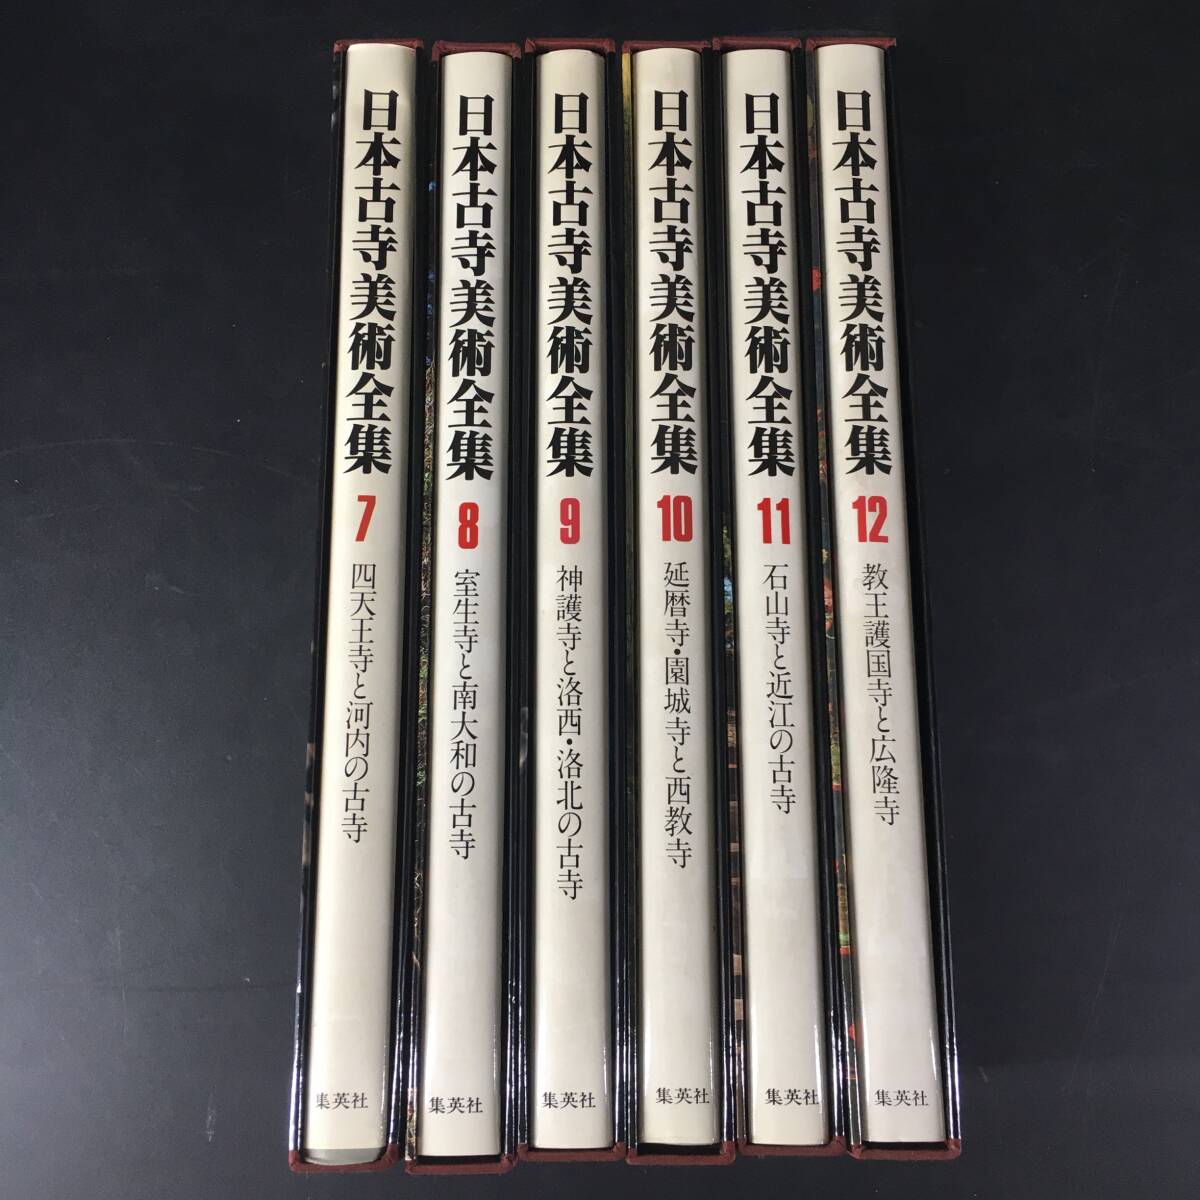 日本古寺美術全集
7
四天王寺と河内の古寺
集英社
日本古寺美術全集
8
室生寺と南大和の古寺
集英社
日本古寺美術全集
9
神護寺と洛西・洛北の古寺
集英社
日本古寺美術全集
10
延暦寺・園城寺と西教寺
集英社
日本古寺美術全集
11
石山寺と近江の古寺
集英社
日本古寺美術全集
12
教王護国寺と広隆寺
集英社